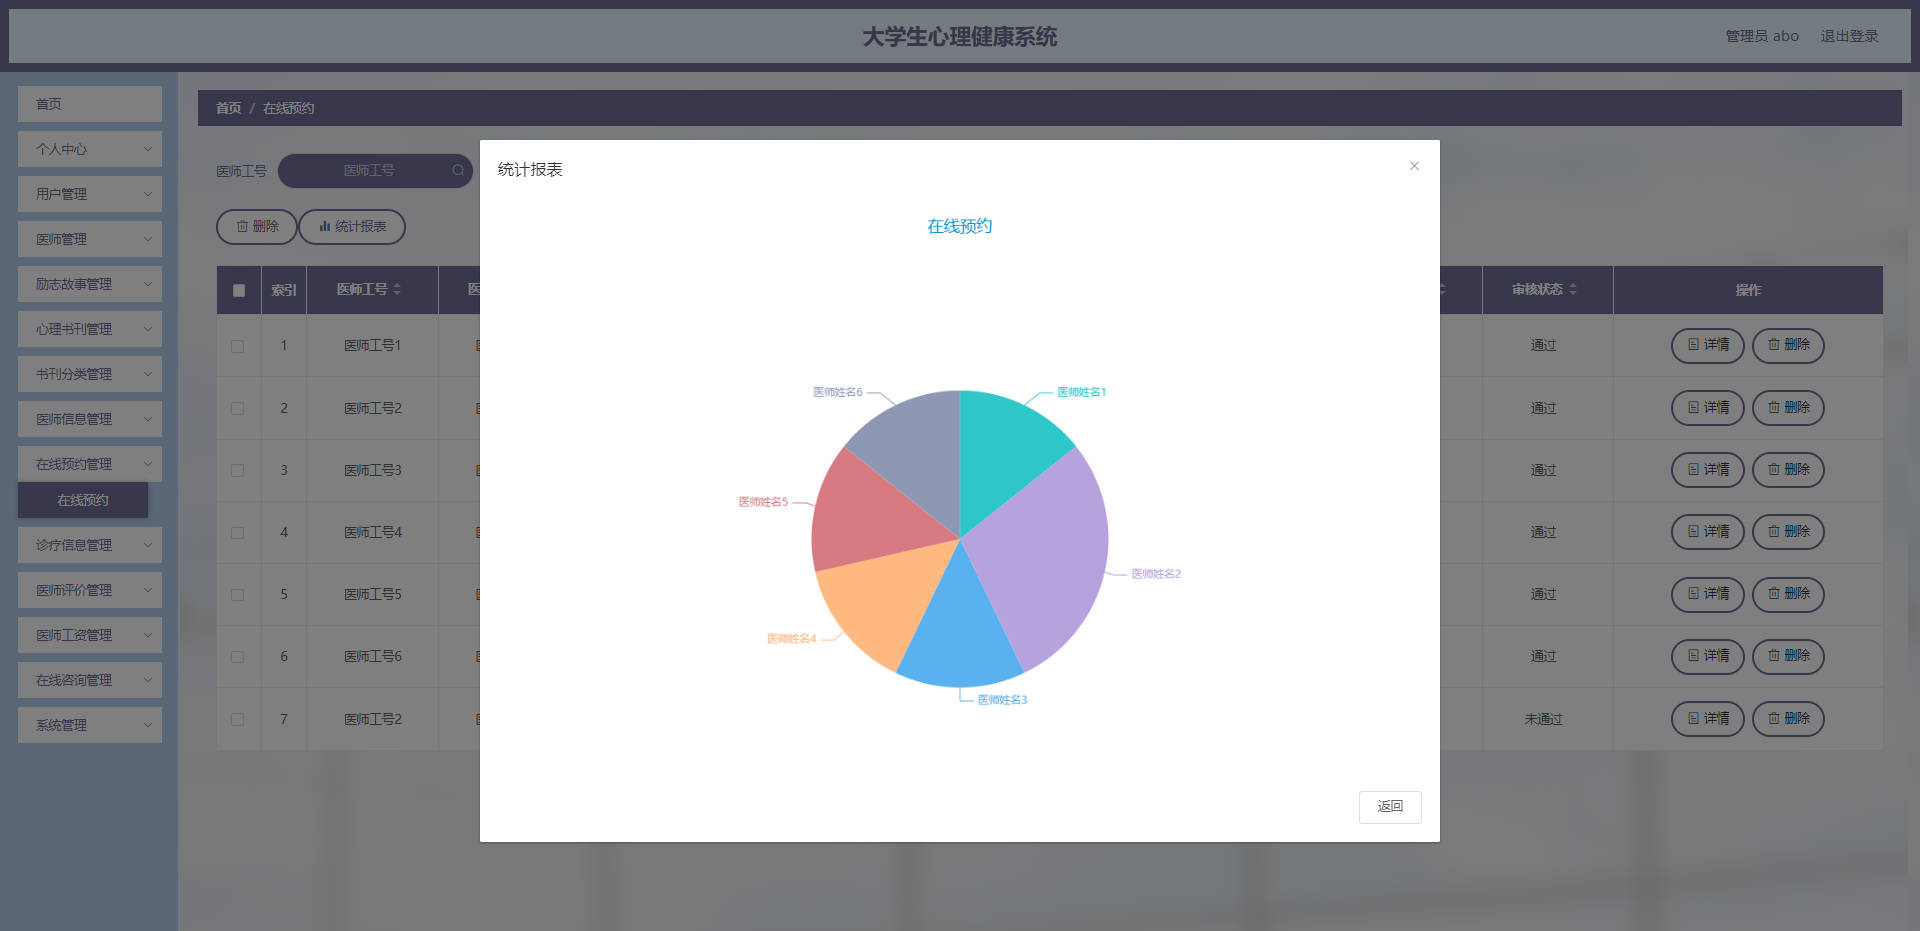 大学生心理健康系统
管理员 abo 退出登录
首页
个人中心
用户管理
医师管理
励志故事管理
心理书刊管理
书刊分类管理
医师信息管理
在线预约管理
在线预约
诊疗信息管理
医师评价管理
医师工资管理
在线咨询管理
系统管理
首页 / 在线预约
医师工号 医师工号
删除 统计报表
索引 医师工号 医 审核状态 操作
1 医师工号1 通过 详情 删除
2 医师工号2 通过 详情 删除
3 医师工号3 通过 详情 删除
4 医师工号4 通过 详情 删除
5 医师工号5 通过 详情 删除
6 医师工号6 通过 详情 删除
7 医师工号2 未通过 详情 删除
统计报表
在线预约
医师姓名6 医师姓名1
医师姓名5
医师姓名2
医师姓名4
医师姓名3
返回